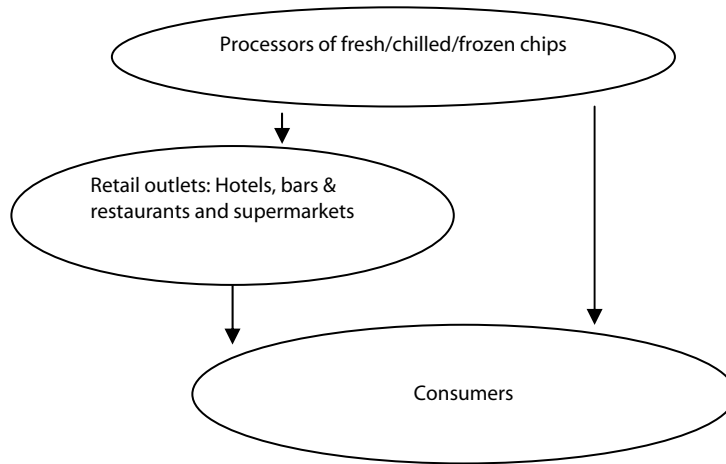 Processors of fresh/chilled/frozen chips
Retail outlets: Hotels, bars &
restaurants and supermarkets
Consumers